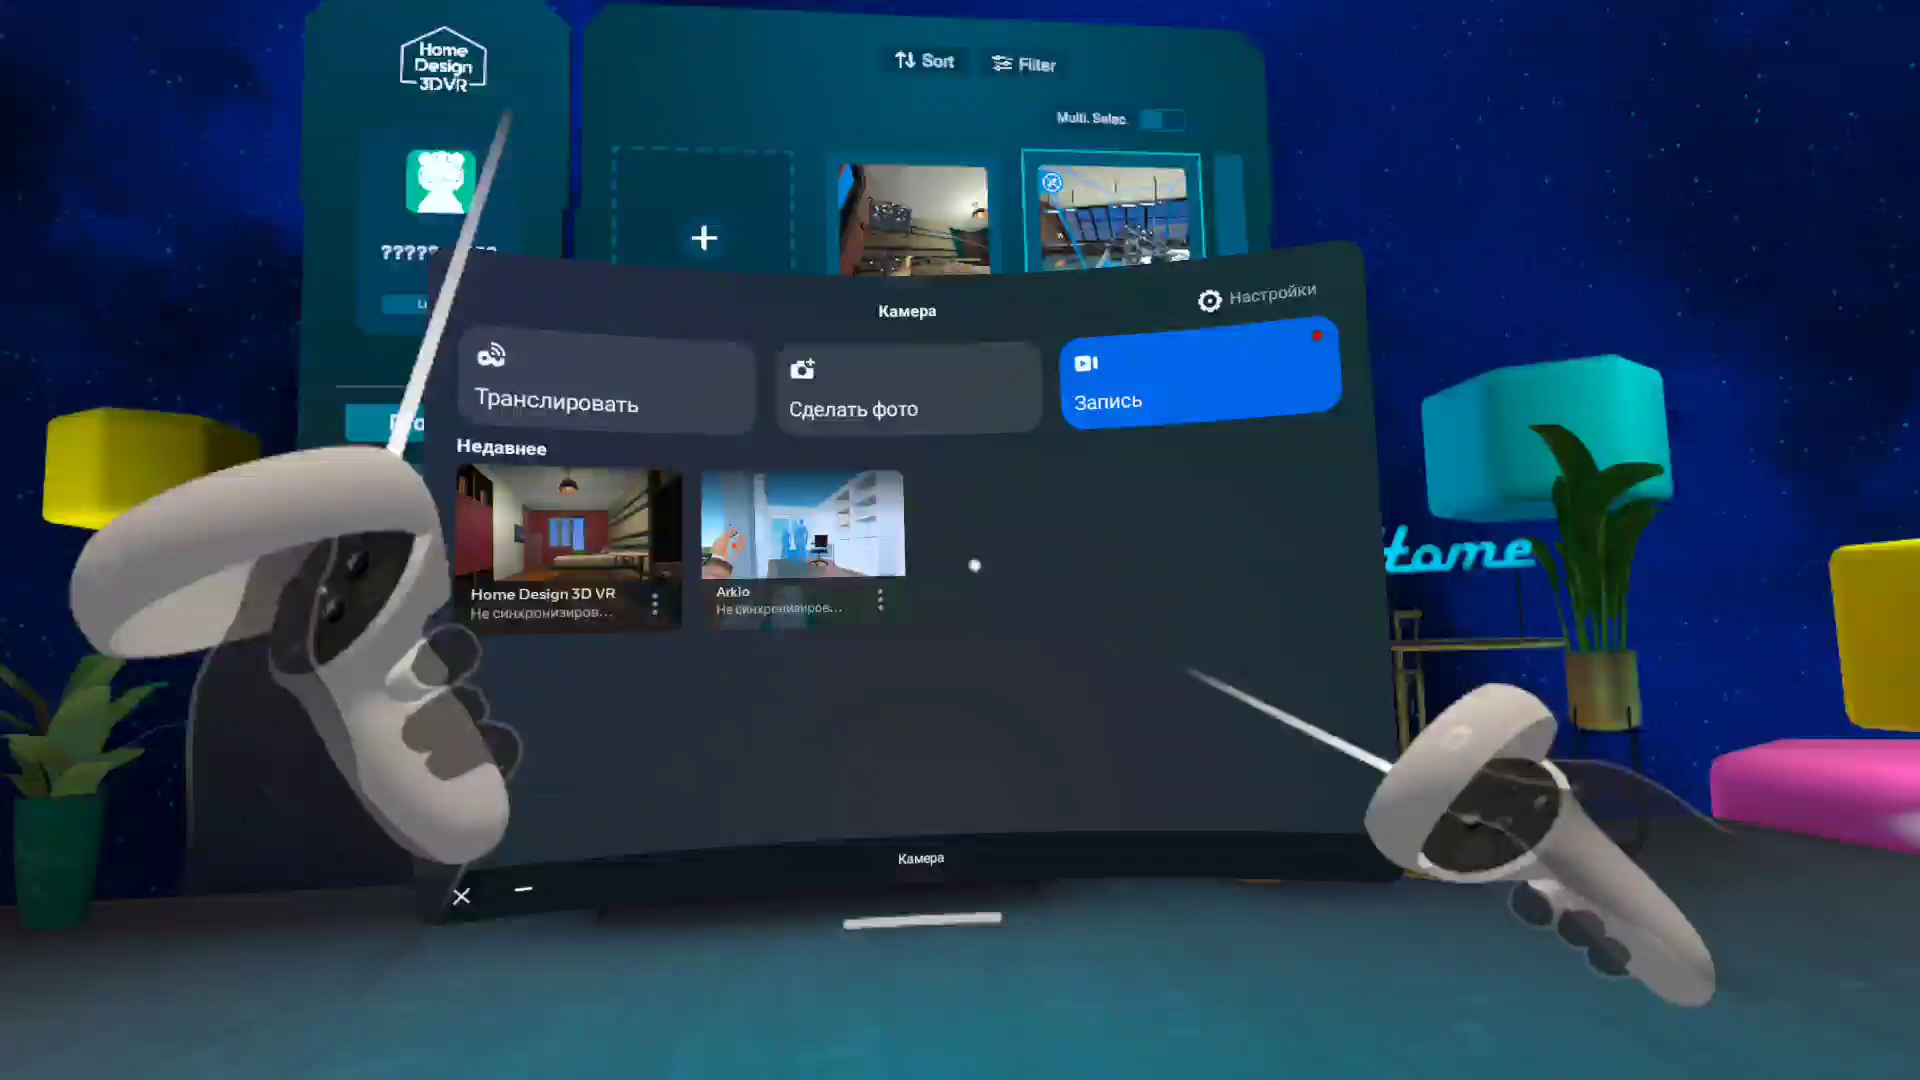 Home
Design
3DVR
Sort
Filter
Multi. Selec.
Настройки
Камера
Транслировать
Сделать фото
Запись
Недавнее
Home Design 3D VR
Не синхронизиров...
Arkio
Не синхронизиров...
Home
Камера